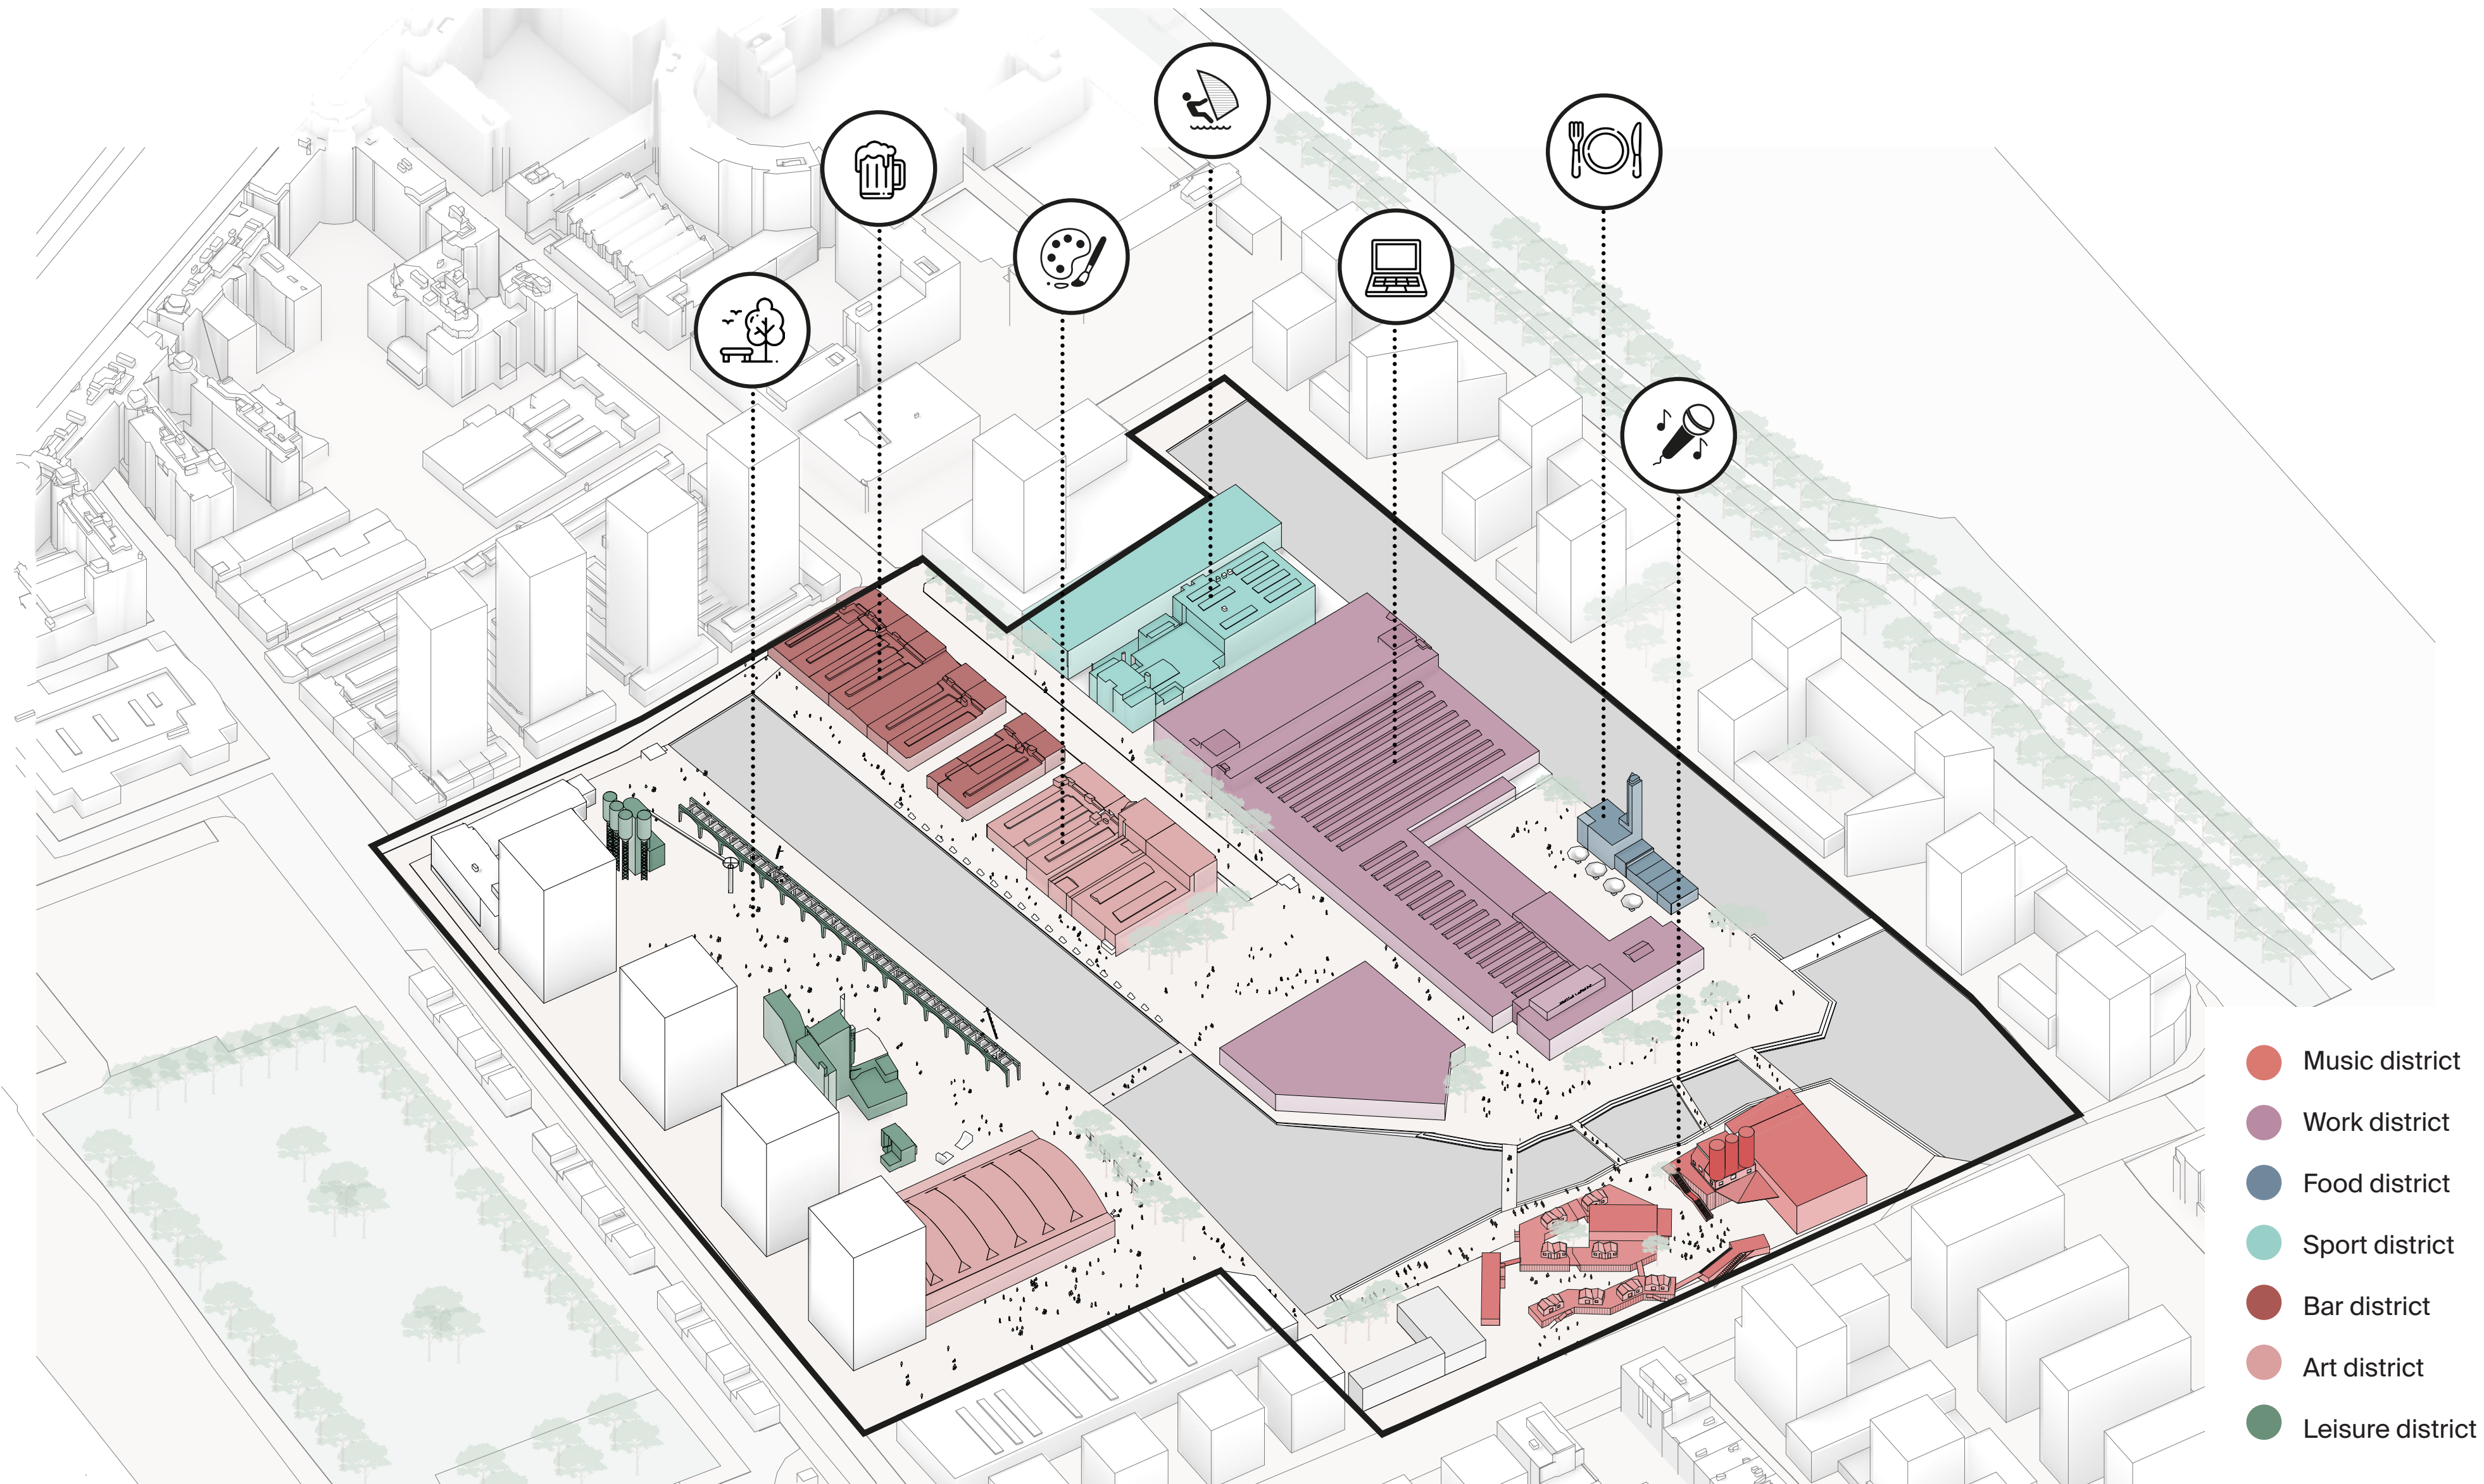 Music district
Work district
Food district
Sport district
Bar district
Art district
Leisure district